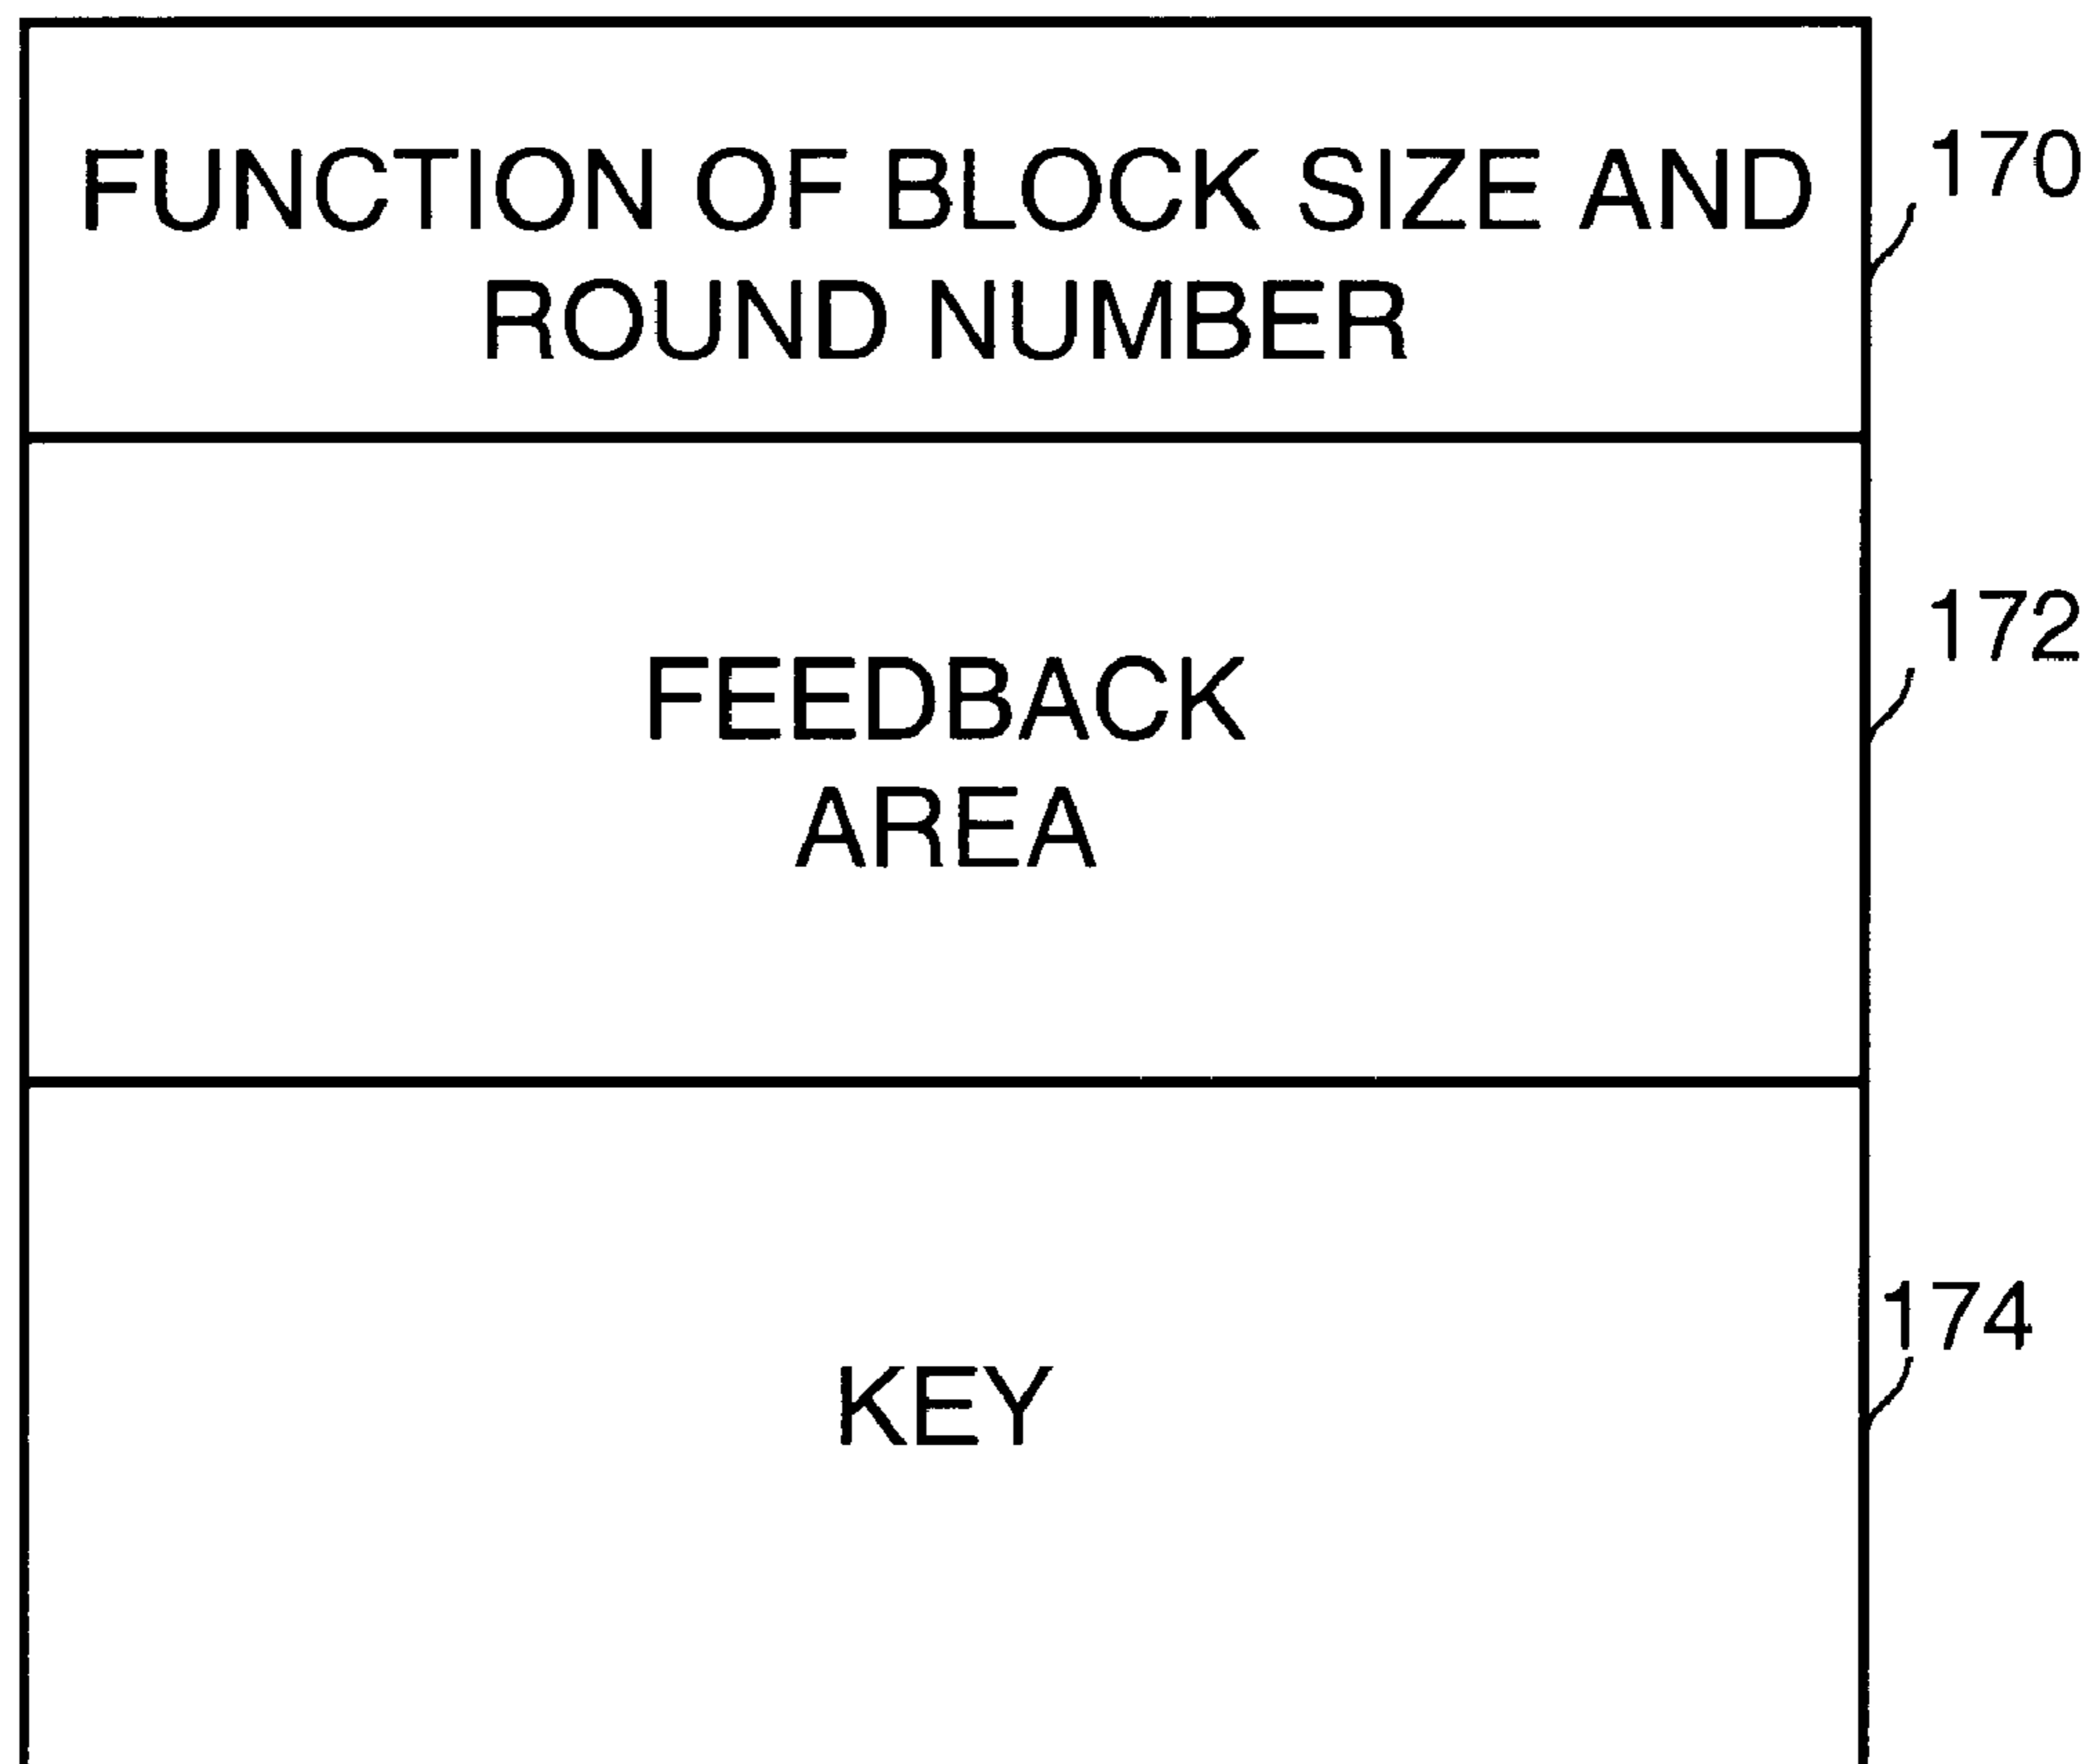 FUNCTION OF BLOCK SIZE AND
ROUND NUMBER
170
FEEDBACK
AREA
172
KEY
174